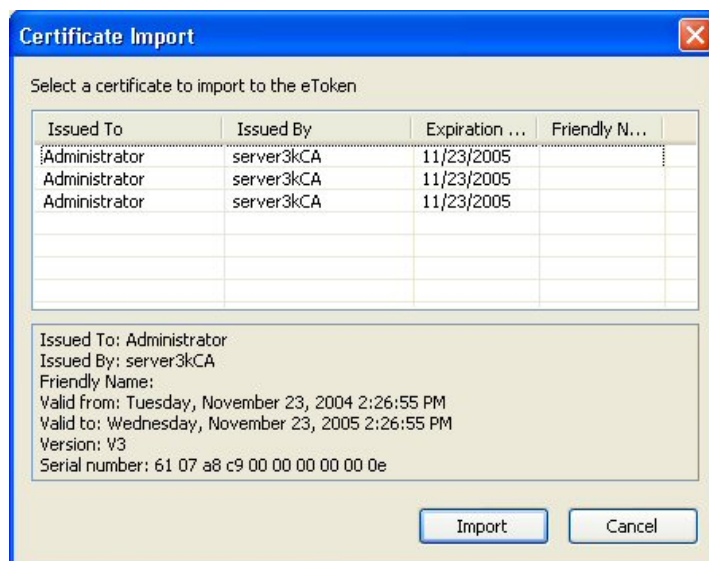 Certificate Import
Select a certificate to import to the eToken
Issued To Issued By Expiration ... Friendly N...
Administrator server3kCA 11/23/2005
Administrator server3kCA 11/23/2005
Administrator server3kCA 11/23/2005
Issued To: Administrator
Issued By: server3kCA
Friendly Name:
Valid from: Tuesday, November 23, 2004 2:26:55 PM
Valid to: Wednesday, November 23, 2005 2:26:55 PM
Version: V3
Serial number: 61 07 a8 c9 00 00 00 00 00 0e
Import Cancel